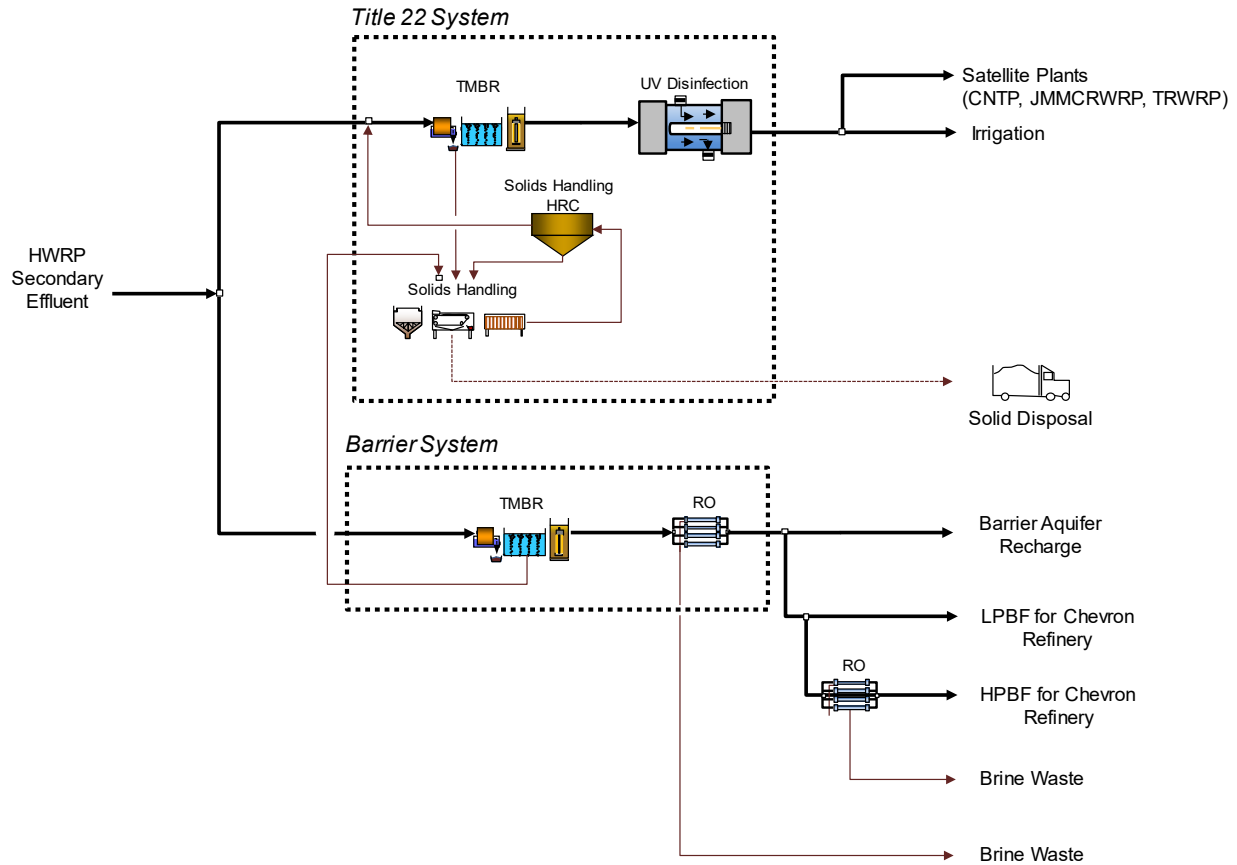 Title 22 System
TMBR
UV Disinfection
Satellite Plants
(CNTP, JMMCRWRP, TRWRP)
Irrigation
Solids Handling
HRC
HWRP
Secondary
Effluent
Solids Handling
Solid Disposal
Barrier System
TMBR
RO
Barrier Aquifer
Recharge
LPBF for Chevron
Refinery
RO
HPBF for Chevron
Refinery
Brine Waste
Brine Waste